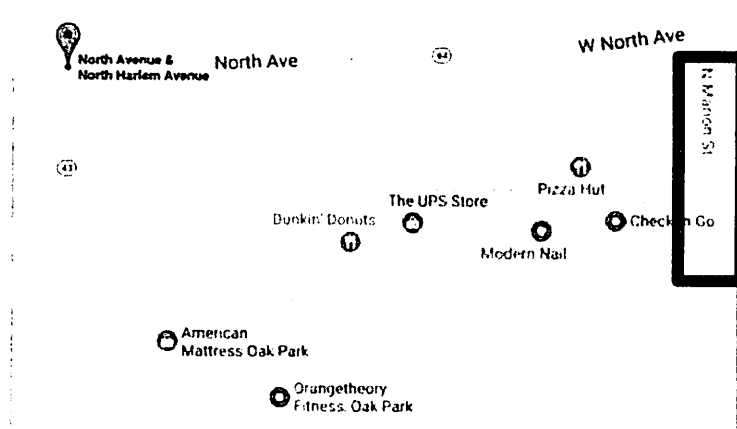 W North Ave
North Ave
64
North Avenue &
North Harlem Avenue
N Marion St
43
Pizza Hut
The UPS Store
Dunkin' Donuts
Check n Go
Modern Nail
American
Mattress Oak Park
Orangetheory
Fitness, Oak Park